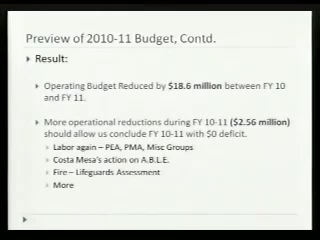 Preview of 2010-11 Budget, Contd.
Result:
Operating Budget Reduced by $18.6 million between FY 10
and FY 11.
More operational reductions during FY 10-11 ($2.56 million)
should allow us conclude FY 10-11 with $0 deficit.
Labor again – PEA, PMA, Misc Groups
Costa Mesa's action on A.B.L.E.
Fire – Lifeguards Assessment
More